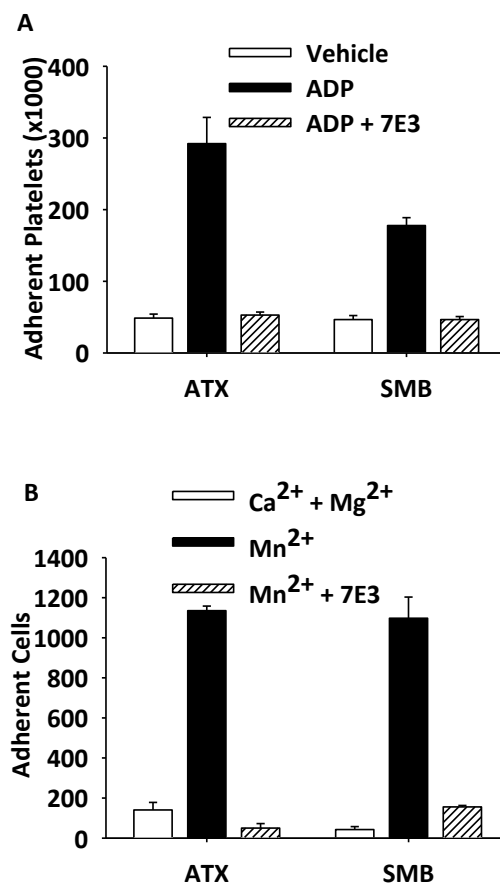 A
Vehicle
ADP
ADP + 7E3
Adherent Platelets (x1000)
400
300
200
100
0
ATX
SMB
B
Ca²⁺ + Mg²⁺
Mn²⁺
Mn²⁺ + 7E3
Adherent Cells
1400
1200
1000
800
600
400
200
0
ATX
SMB